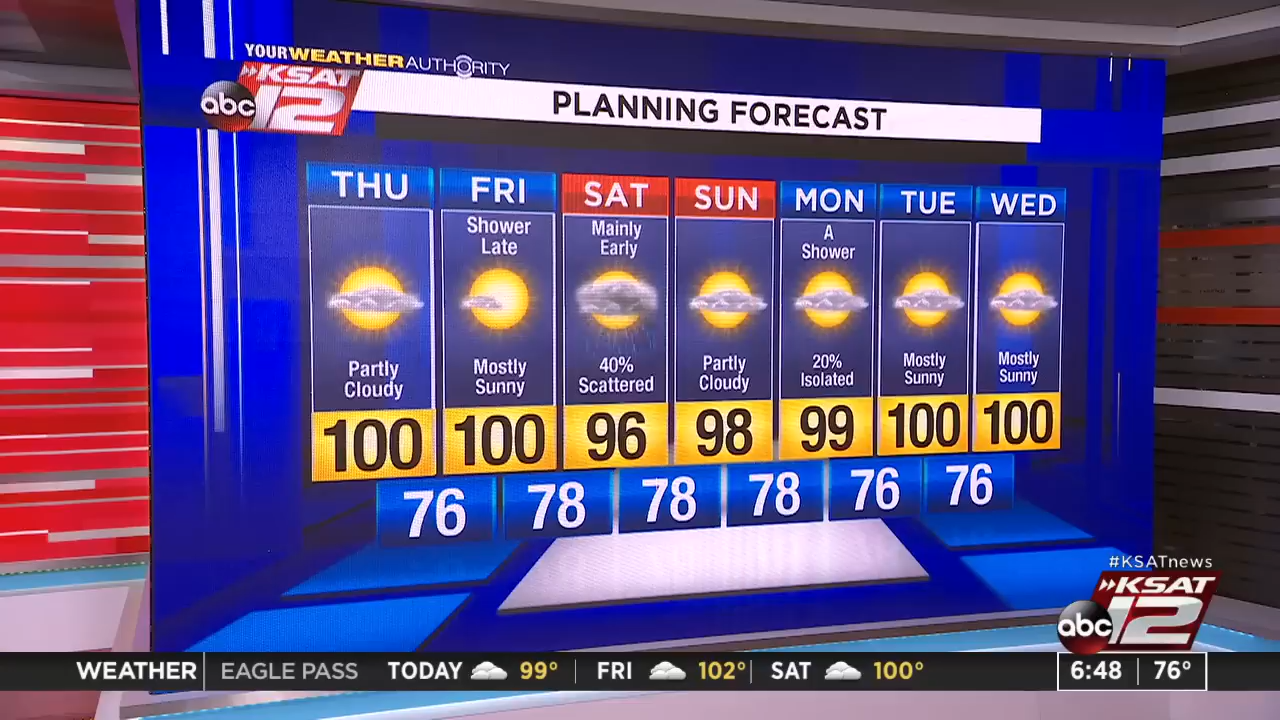 YOURWEATHERAUTHORITY
KSAT
abc 12
PLANNING FORECAST
THU FRI SAT SUN MON TUE WED
Shower
Late
Mainly
Early
A
Shower
Partly
Cloudy
Mostly
Sunny
40%
Scattered
Partly
Cloudy
20%
Isolated
Mostly
Sunny
Mostly
Sunny
100 100 96 98 99 100 100
76 78 78 78 76 76
#KSATnews
KSAT
abc 12
WEATHER EAGLE PASS TODAY 99° FRI 102° SAT 100° 6:48 76°